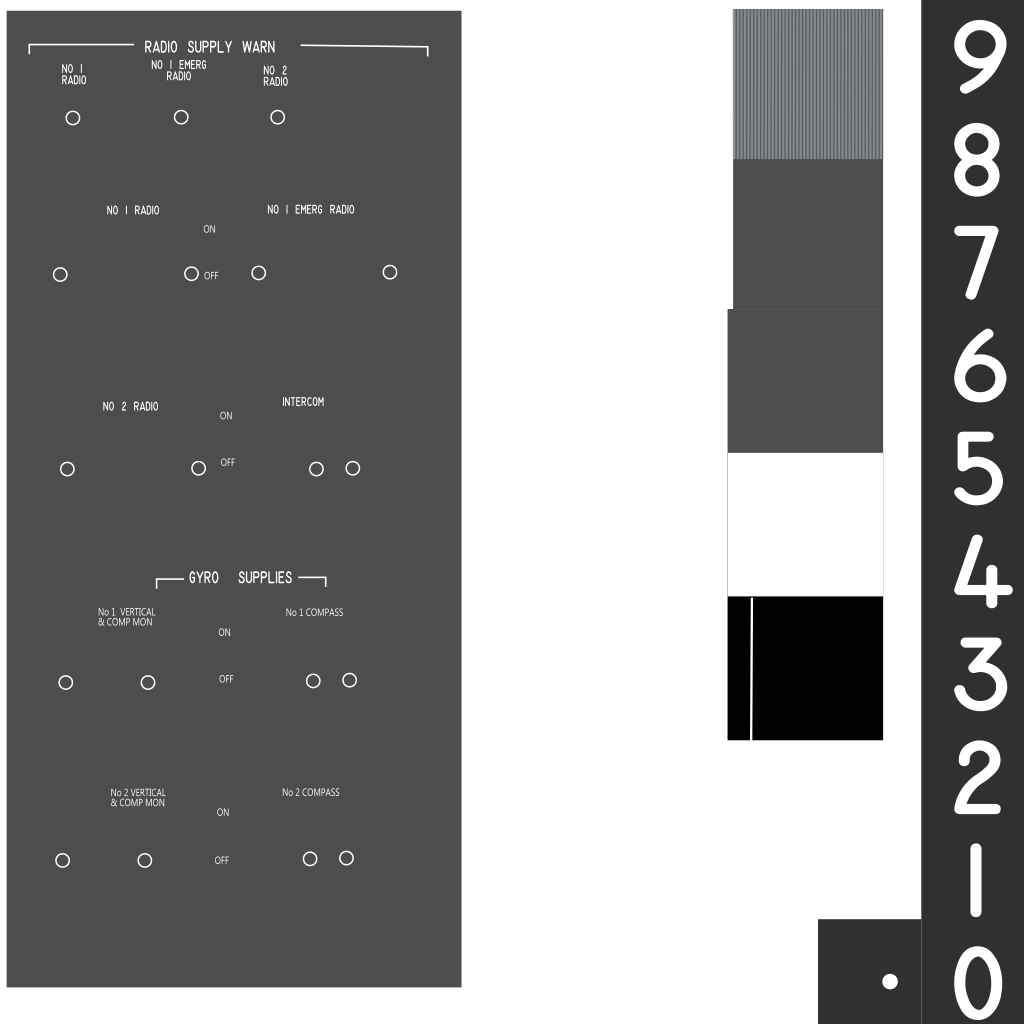 RADIO SUPPLY WARN
NO 1 RADIO
NO 1 EMERG RADIO
NO 2 RADIO
NO 1 RADIO
NO 1 EMERG RADIO
ON
OFF
NO 2 RADIO
INTERCOM
ON
OFF
GYRO SUPPLIES
No 1 VERTICAL
& COMP MON
No 1 COMPASS
ON
OFF
No 2 VERTICAL
& COMP MON
No 2 COMPASS
ON
OFF
9
8
7
6
5
4
3
2
1
. 0